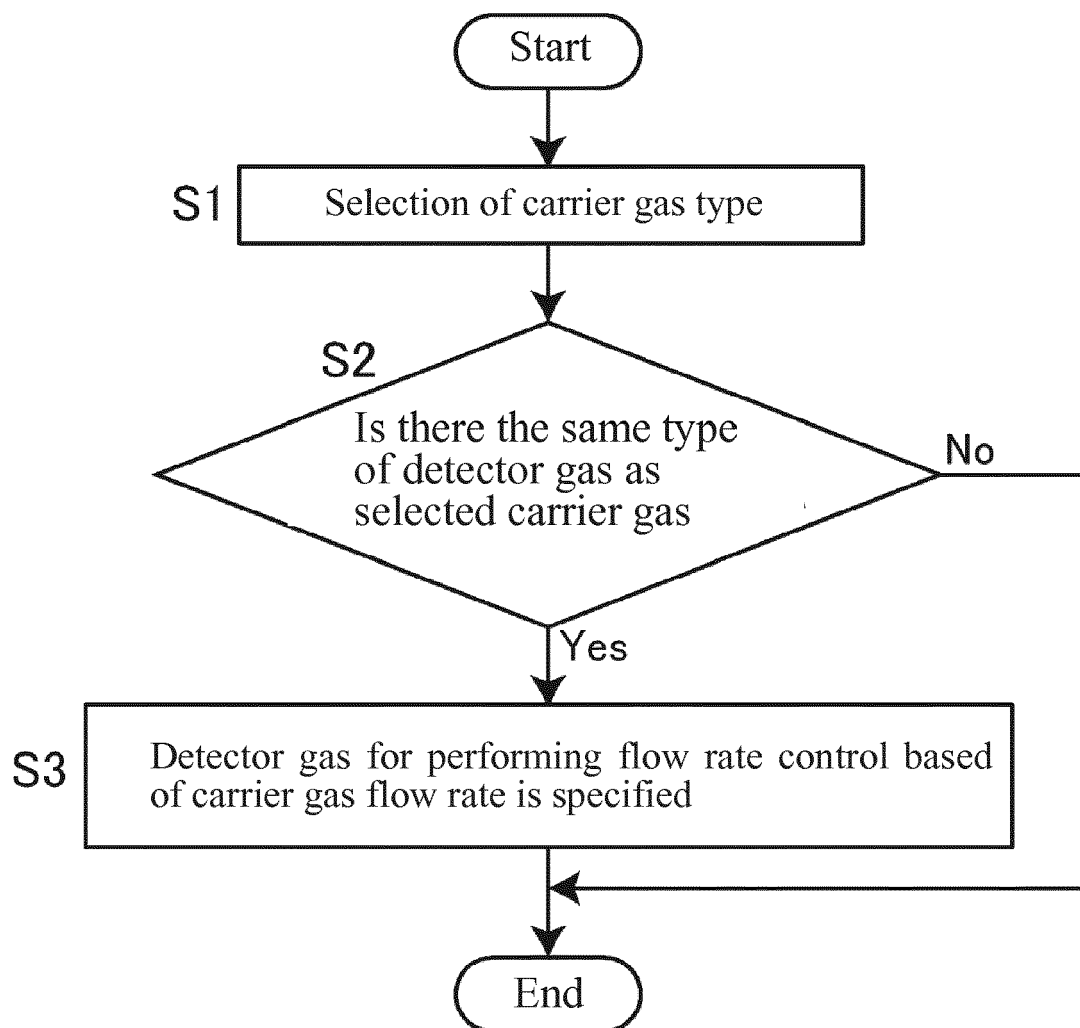 Start
S1
Selection of carrier gas type
S2
Is there the same type
of detector gas as
selected carrier gas
No
Yes
S3
Detector gas for performing flow rate control based
of carrier gas flow rate is specified
End